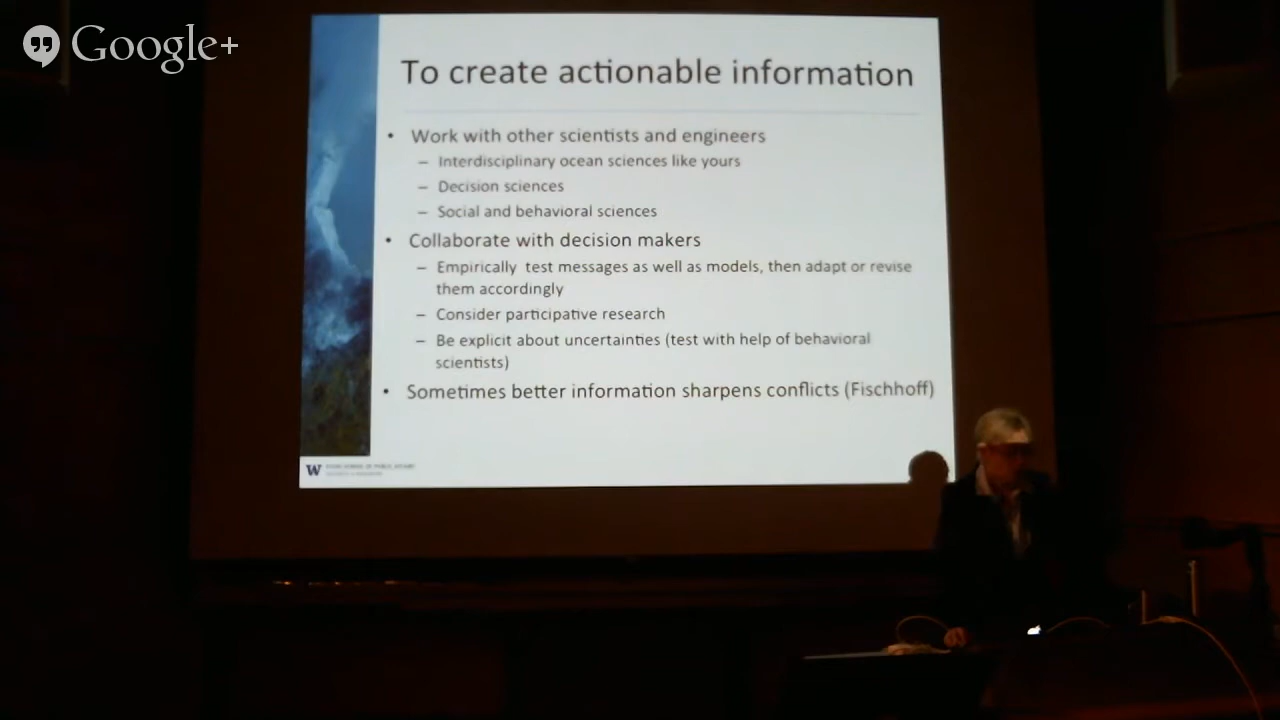 Google+
To create actionable information
• Work with other scientists and engineers
– Interdisciplinary ocean sciences like yours
– Decision sciences
– Social and behavioral sciences
• Collaborate with decision makers
– Empirically test messages as well as models, then adapt or revise
them accordingly
– Consider participative research
– Be explicit about uncertainties (test with help of behavioral
scientists)
• Sometimes better information sharpens conflicts (Fischhoff)
W